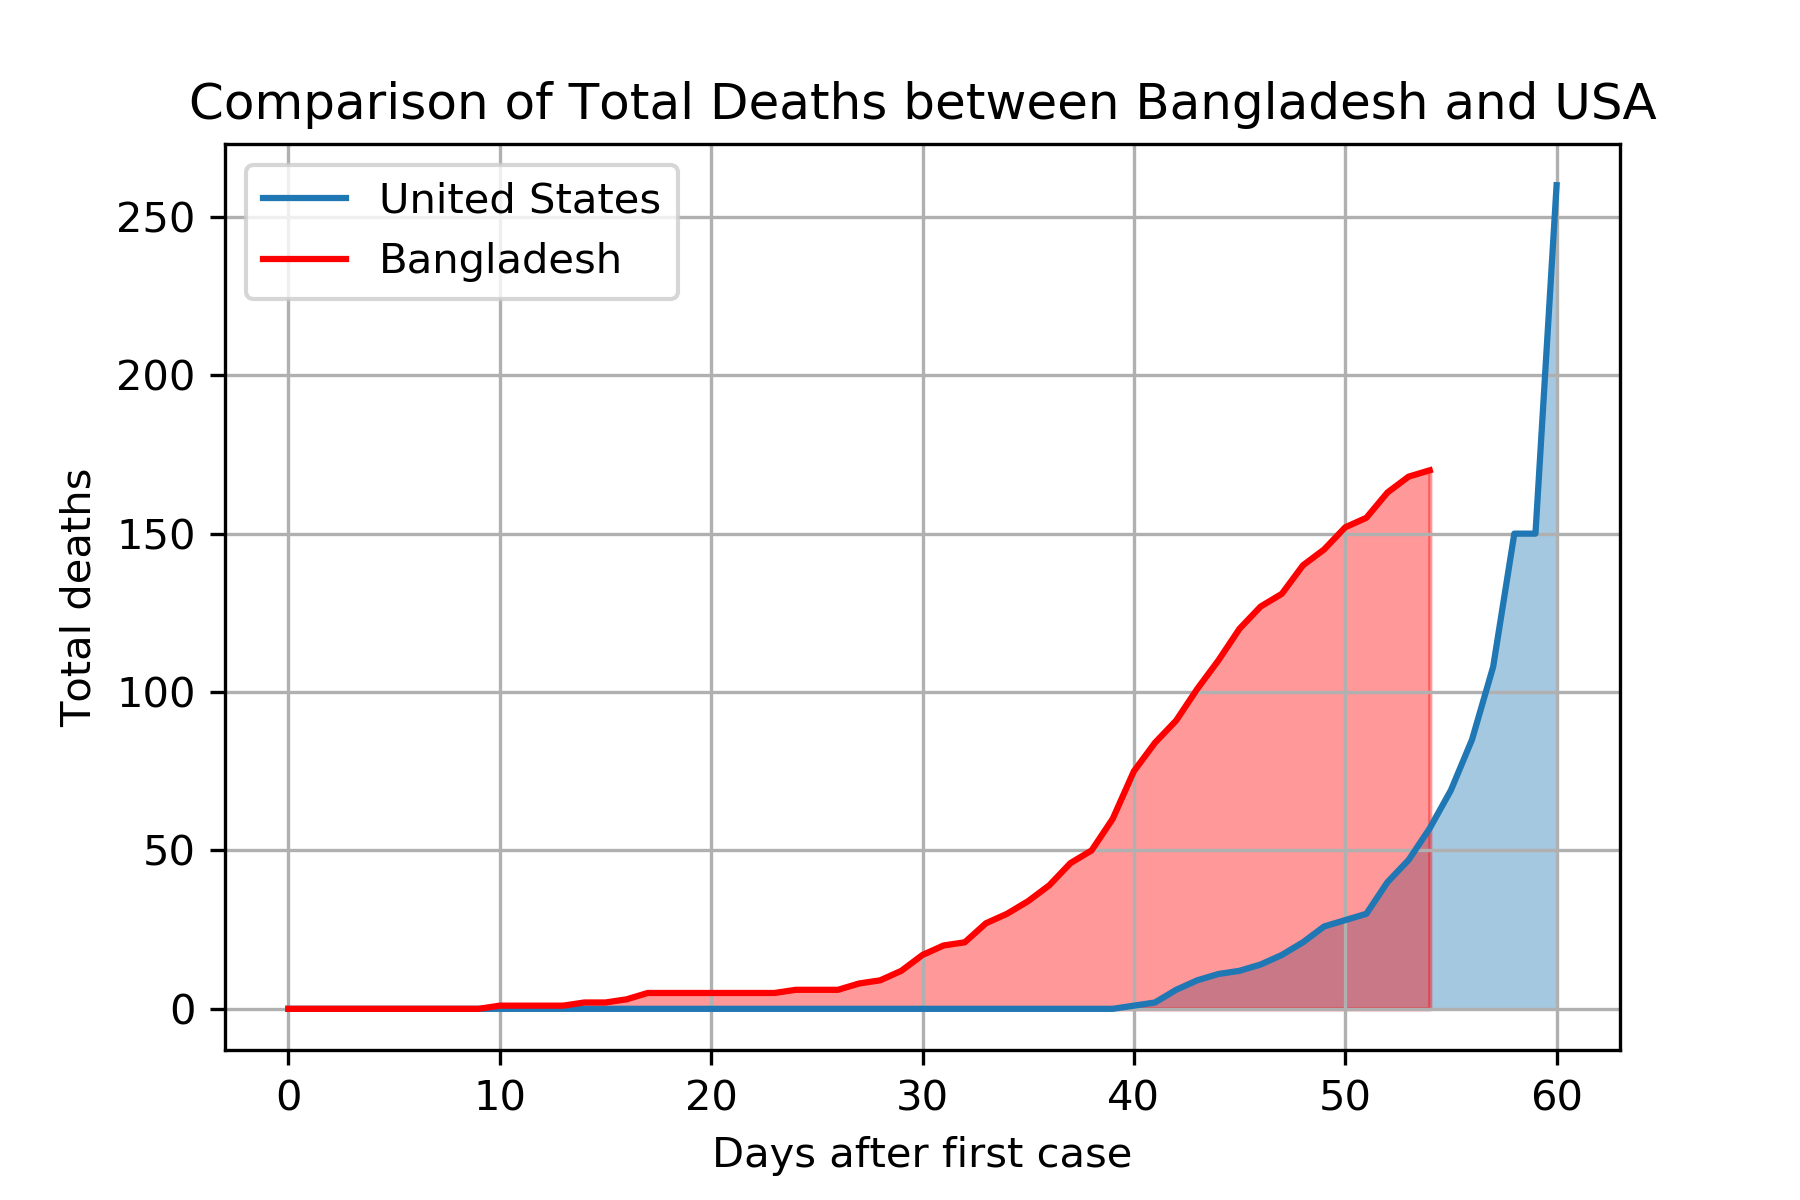 Comparison of Total Deaths between Bangladesh and USA
United States
Bangladesh
250
200
150
100
50
0
Total deaths
0 10 20 30 40 50 60
Days after first case